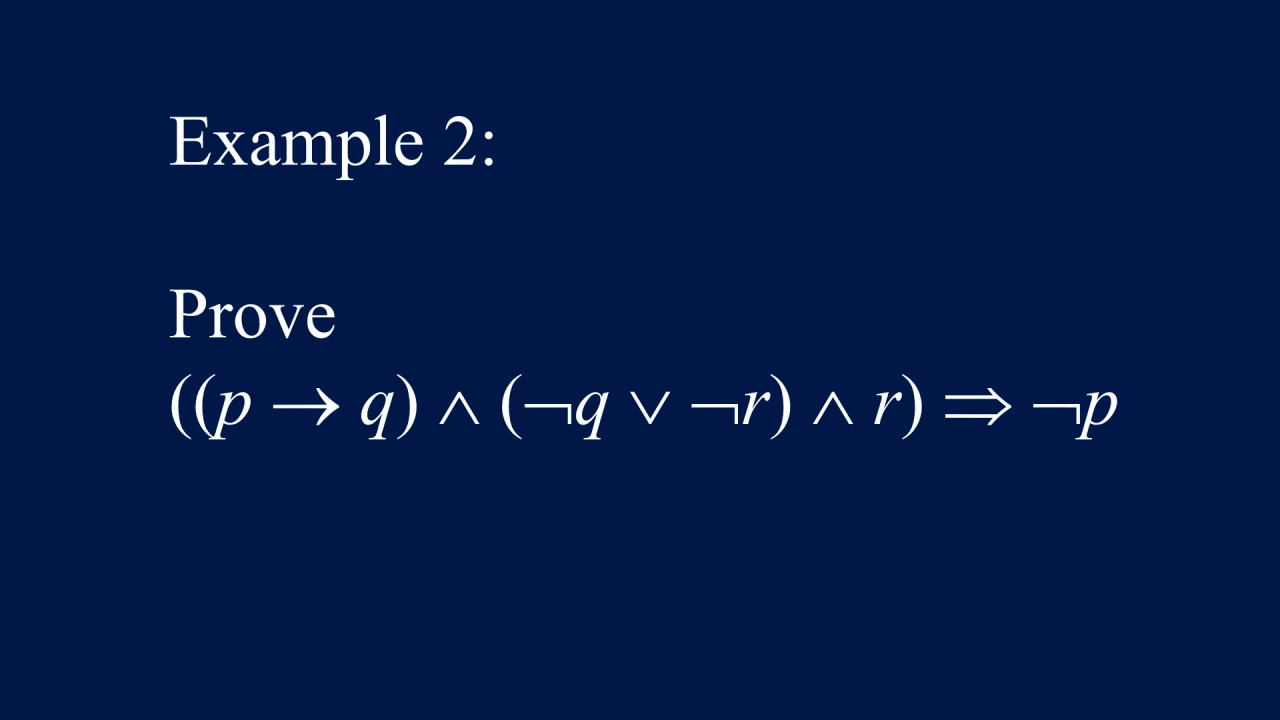 Example 2:
Prove
((p → q) ∧ (¬q ∨ ¬r) ∧ r) ⇒ ¬p